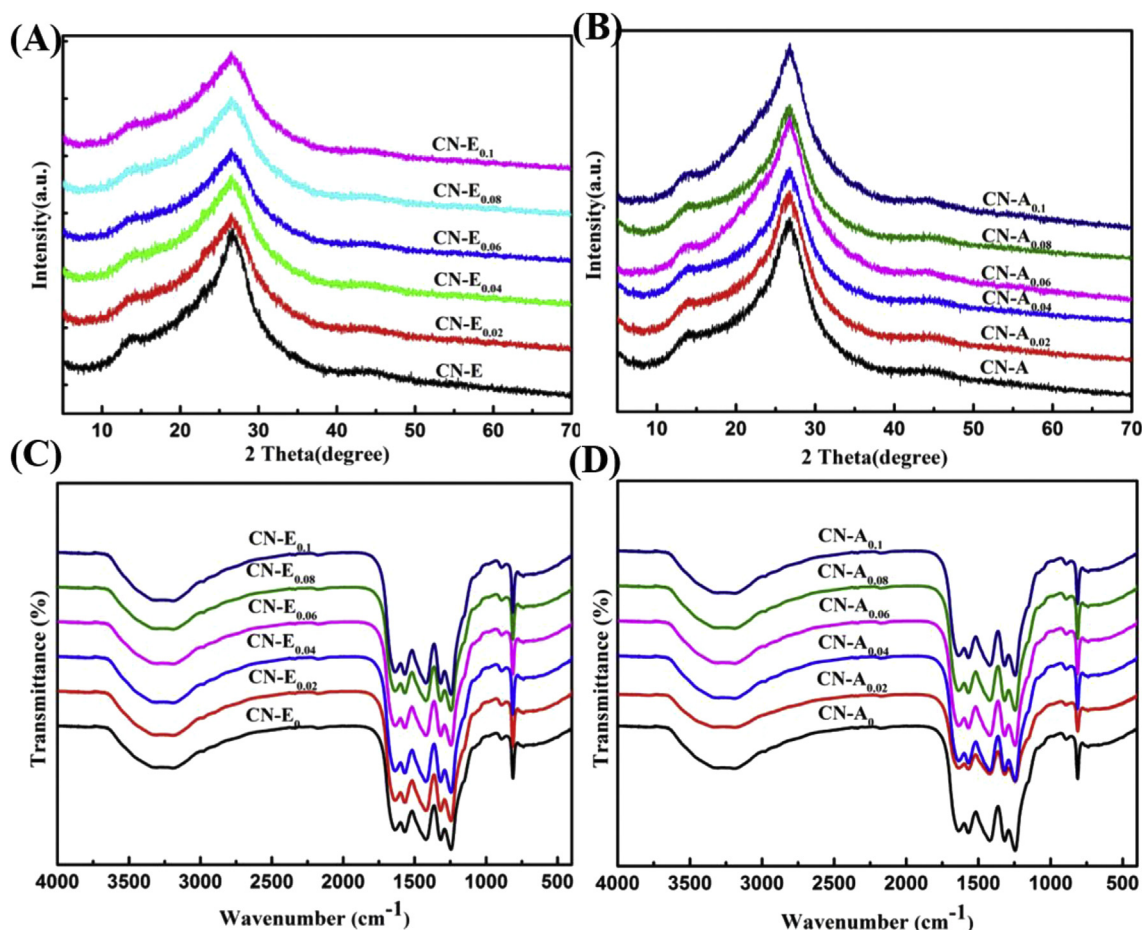 (A)
Intensity(a.u.)
CN-E0.1
CN-E0.08
CN-E0.06
CN-E0.04
CN-E0.02
CN-E
10 20 30 40 50 60 70
2 Theta(degree)
(B)
Intensity(a.u.)
CN-A0.1
CN-A0.08
CN-A0.06
CN-A0.04
CN-A0.02
CN-A
10 20 30 40 50 60 70
2 Theta(degree)
(C)
Transmittance (%)
CN-E0.1
CN-E0.08
CN-E0.06
CN-E0.04
CN-E0.02
CN-E0
4000 3500 3000 2500 2000 1500 1000 500
Wavenumber (cm-1)
(D)
Transmittance (%)
CN-A0.1
CN-A0.08
CN-A0.06
CN-A0.04
CN-A0.02
CN-A0
4000 3500 3000 2500 2000 1500 1000 500
Wavenumber (cm-1)